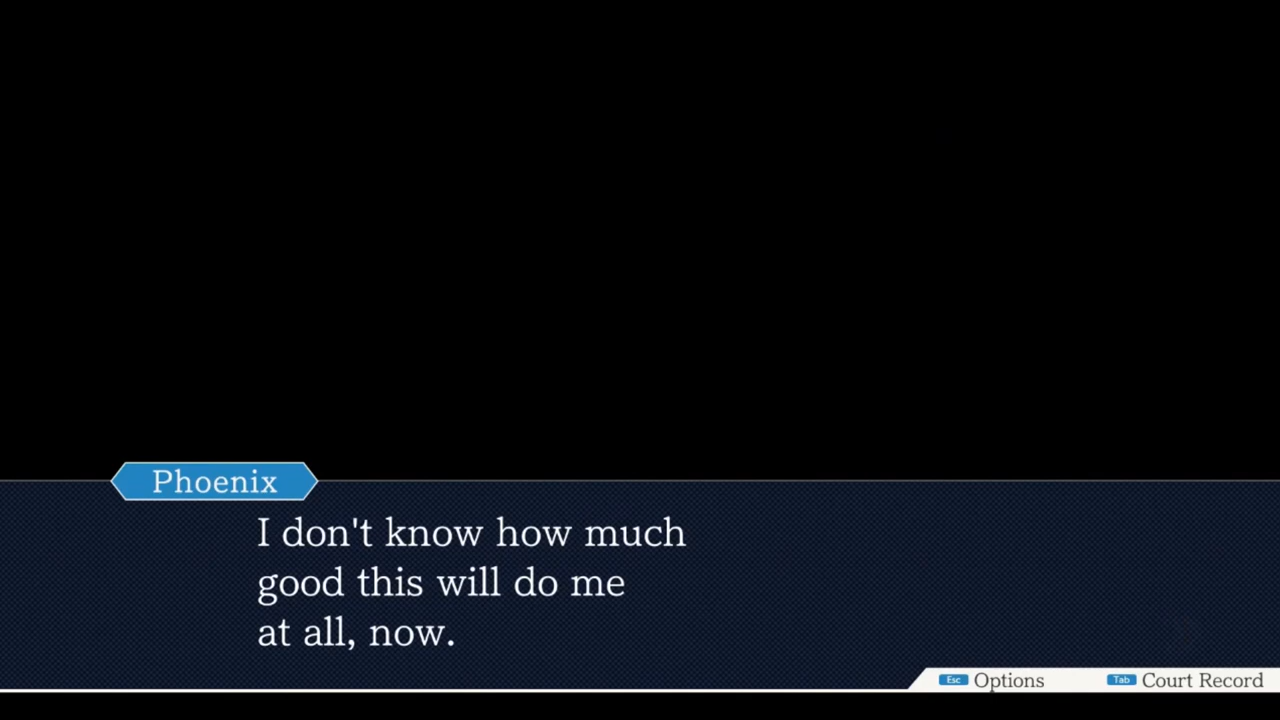 Phoenix
I don't know how much
good this will do me
at all, now.
Esc Options Tab Court Record